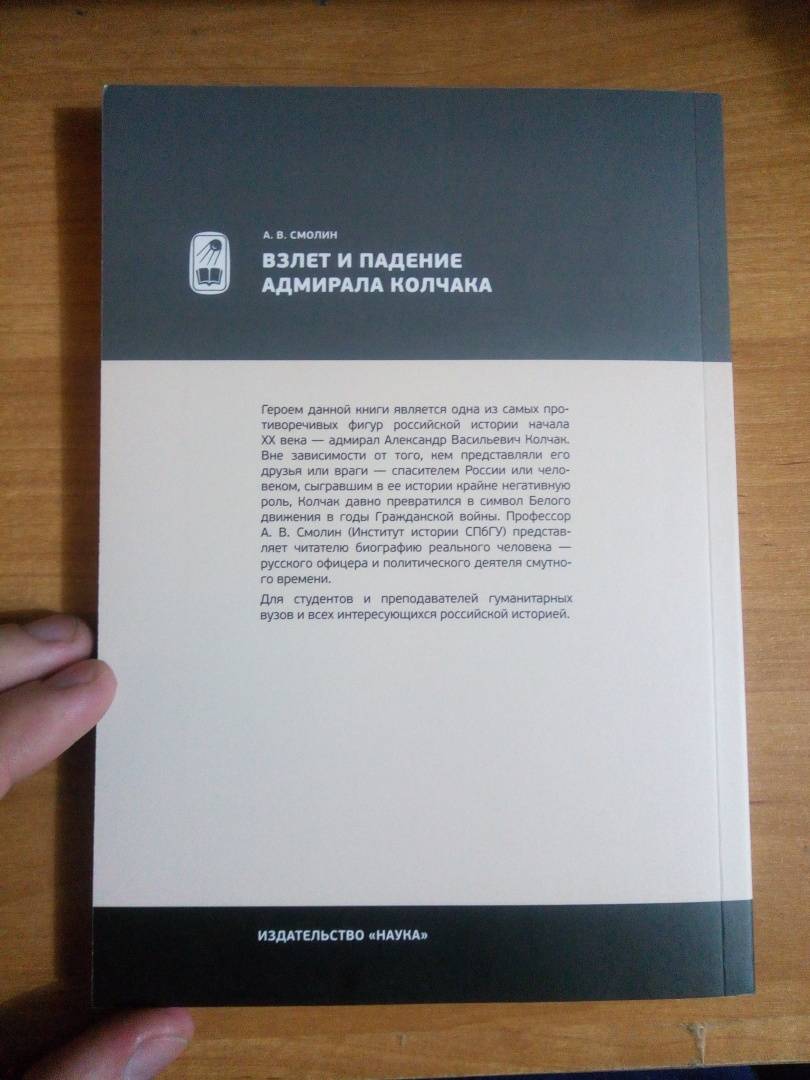 А. В. СМОЛИН
ВЗЛЕТ И ПАДЕНИЕ
АДМИРАЛА КОЛЧАКА
Героем данной книги является одна из самых про-
тиворечивых фигур российской истории начала
XX века — адмирал Александр Васильевич Колчак.
Вне зависимости от того, кем представляли его
друзья или враги — спасителем России или чело-
веком, сыгравшим в ее истории крайне негативную
роль, Колчак давно превратился в символ Белого
движения в годы Гражданской войны. Профессор
А. В. Смолин (Институт истории СПбГУ) представ-
ляет читателю биографию реального человека —
русского офицера и политического деятеля смутно-
го времени.
Для студентов и преподавателей гуманитарных
вузов и всех интересующихся российской историей.
ИЗДАТЕЛЬСТВО «НАУКА»